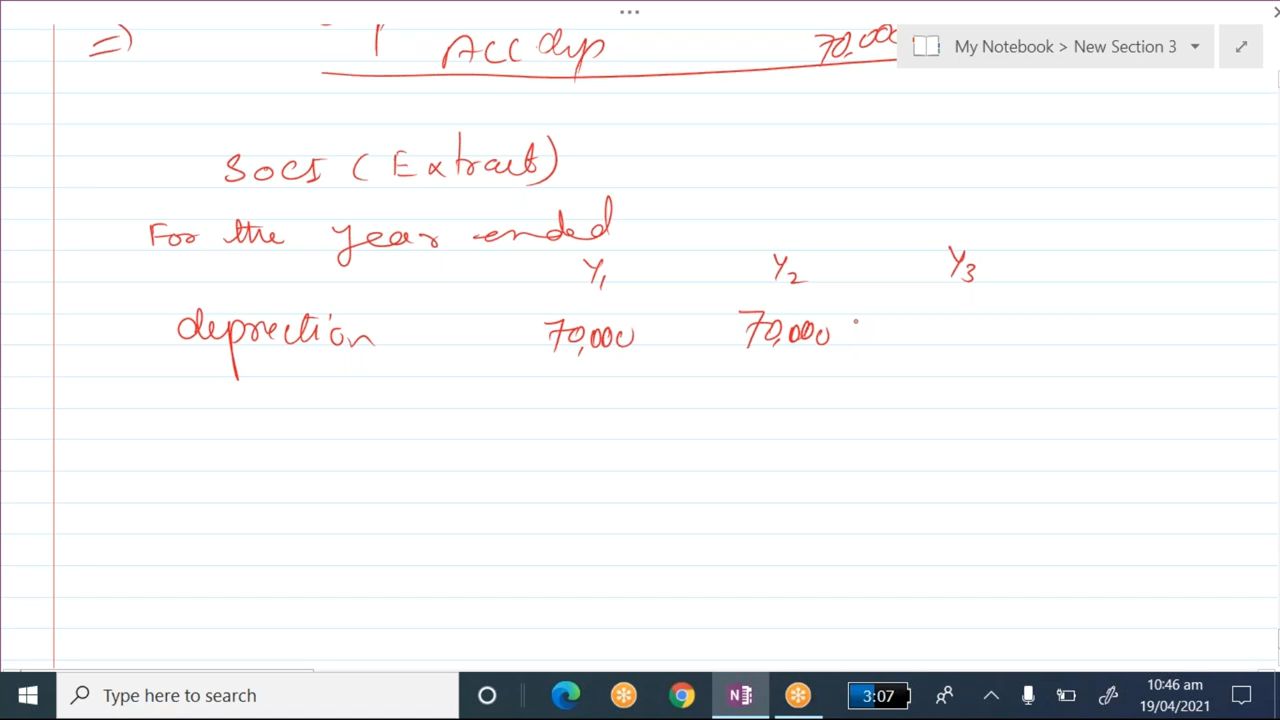 =) Acc dep 70,000
My Notebook > New Section 3
SOCI (Extract)
For the year ended
Y1 Y2 Y3
deprection 70,000 70,000
3:07
10:46 am
Type here to search
19/04/2021